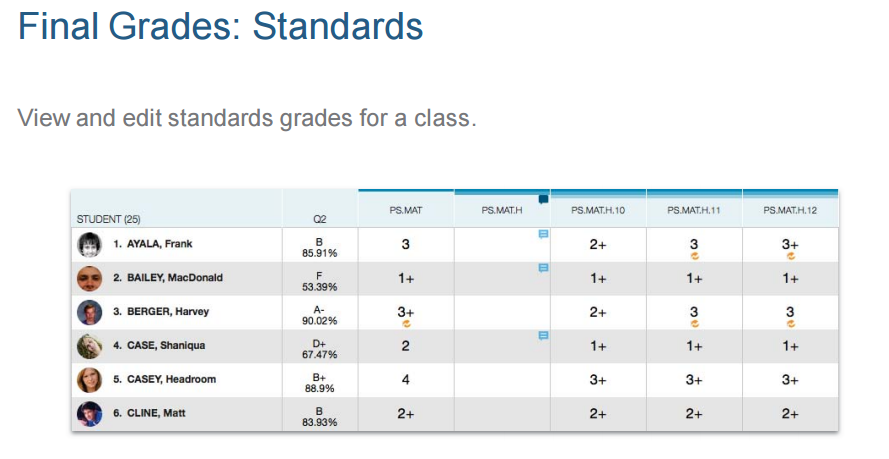 Final Grades: Standards
View and edit standards grades for a class.
STUDENT (25) Q2 PS.MAT PS.MAT.H PS.MAT.H.10 PS.MAT.H.11 PS.MAT.H.12
1. AYALA, Frank B 85.91% 3 2+ 3 3+
2. BAILEY, MacDonald F 53.39% 1+ 1+ 1+ 1+
3. BERGER, Harvey A- 90.02% 3+ 2+ 3 3
4. CASE, Shaniqua D+ 67.47% 2 1+ 1+ 1+
5. CASEY, Headroom B+ 88.9% 4 3+ 3+ 3+
6. CLINE, Matt B 83.93% 2+ 2+ 2+ 2+